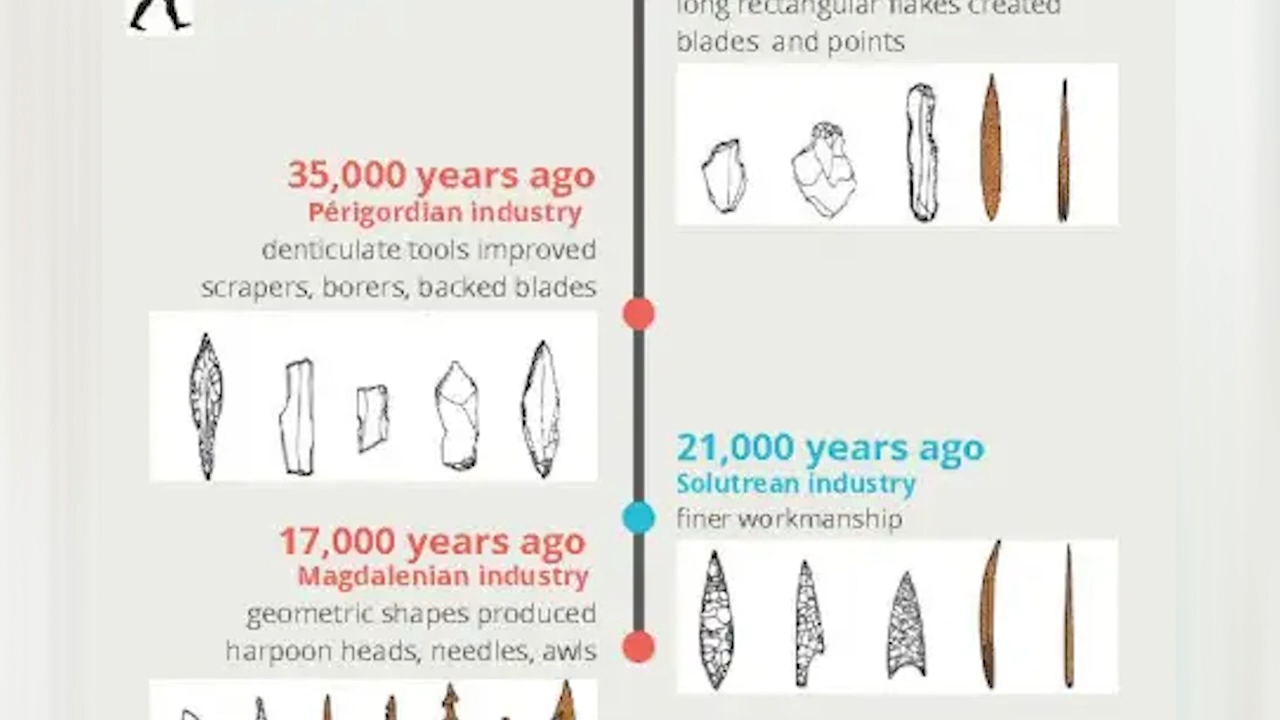 long rectangular flakes created
blades and points
35,000 years ago
Périgordian industry
denticulate tools improved
scrapers, borers, backed blades
21,000 years ago
Solutrean industry
finer workmanship
17,000 years ago
Magdalenian industry
geometric shapes produced
harpoon heads, needles, awls